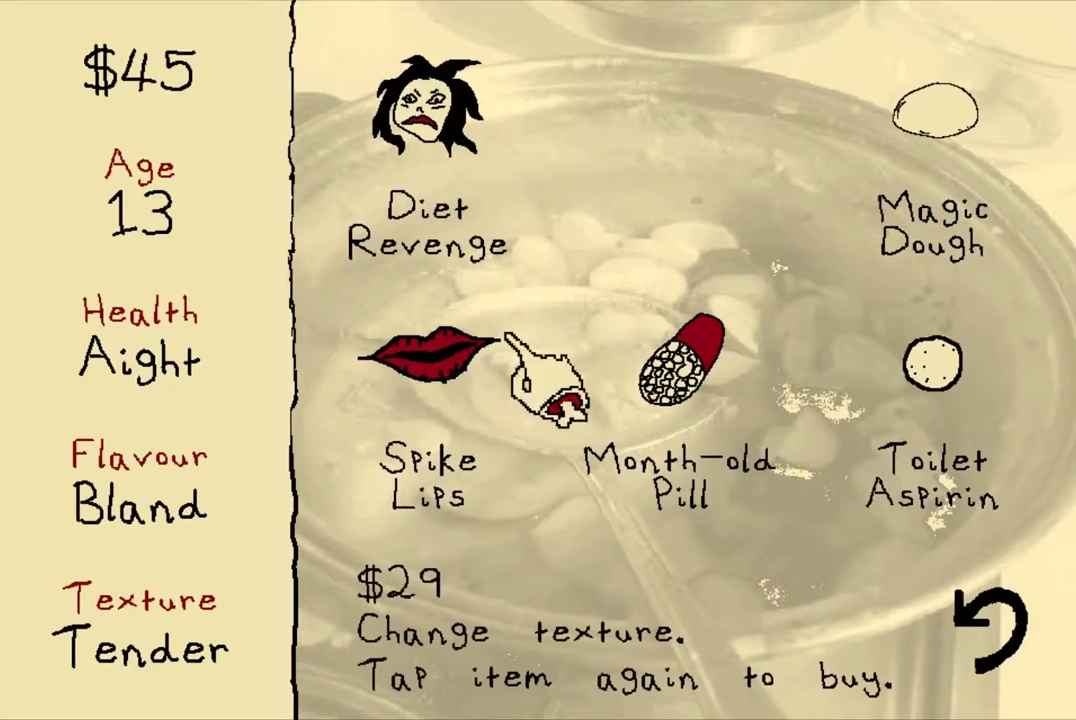 $45
Age
13
Health
Aight
Flavour
Bland
Texture
Tender
Diet
Revenge
Magic
Dough
Spike
Lips
Month-old
Pill
Toilet
Aspirin
$29
Change texture.
Tap item again to buy.